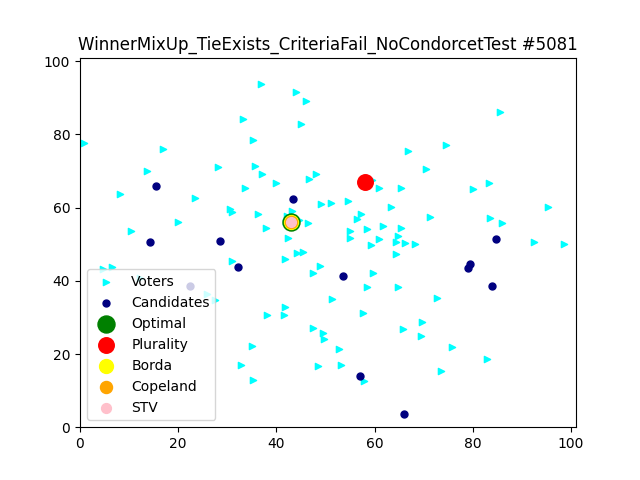 WinnerMixUp_TieExists_CriteriaFail_NoCondorcetTest #5081
100
80
60
40
20
0
Voters
Candidates
Optimal
Plurality
Borda
Copeland
STV
0 20 40 60 80 100